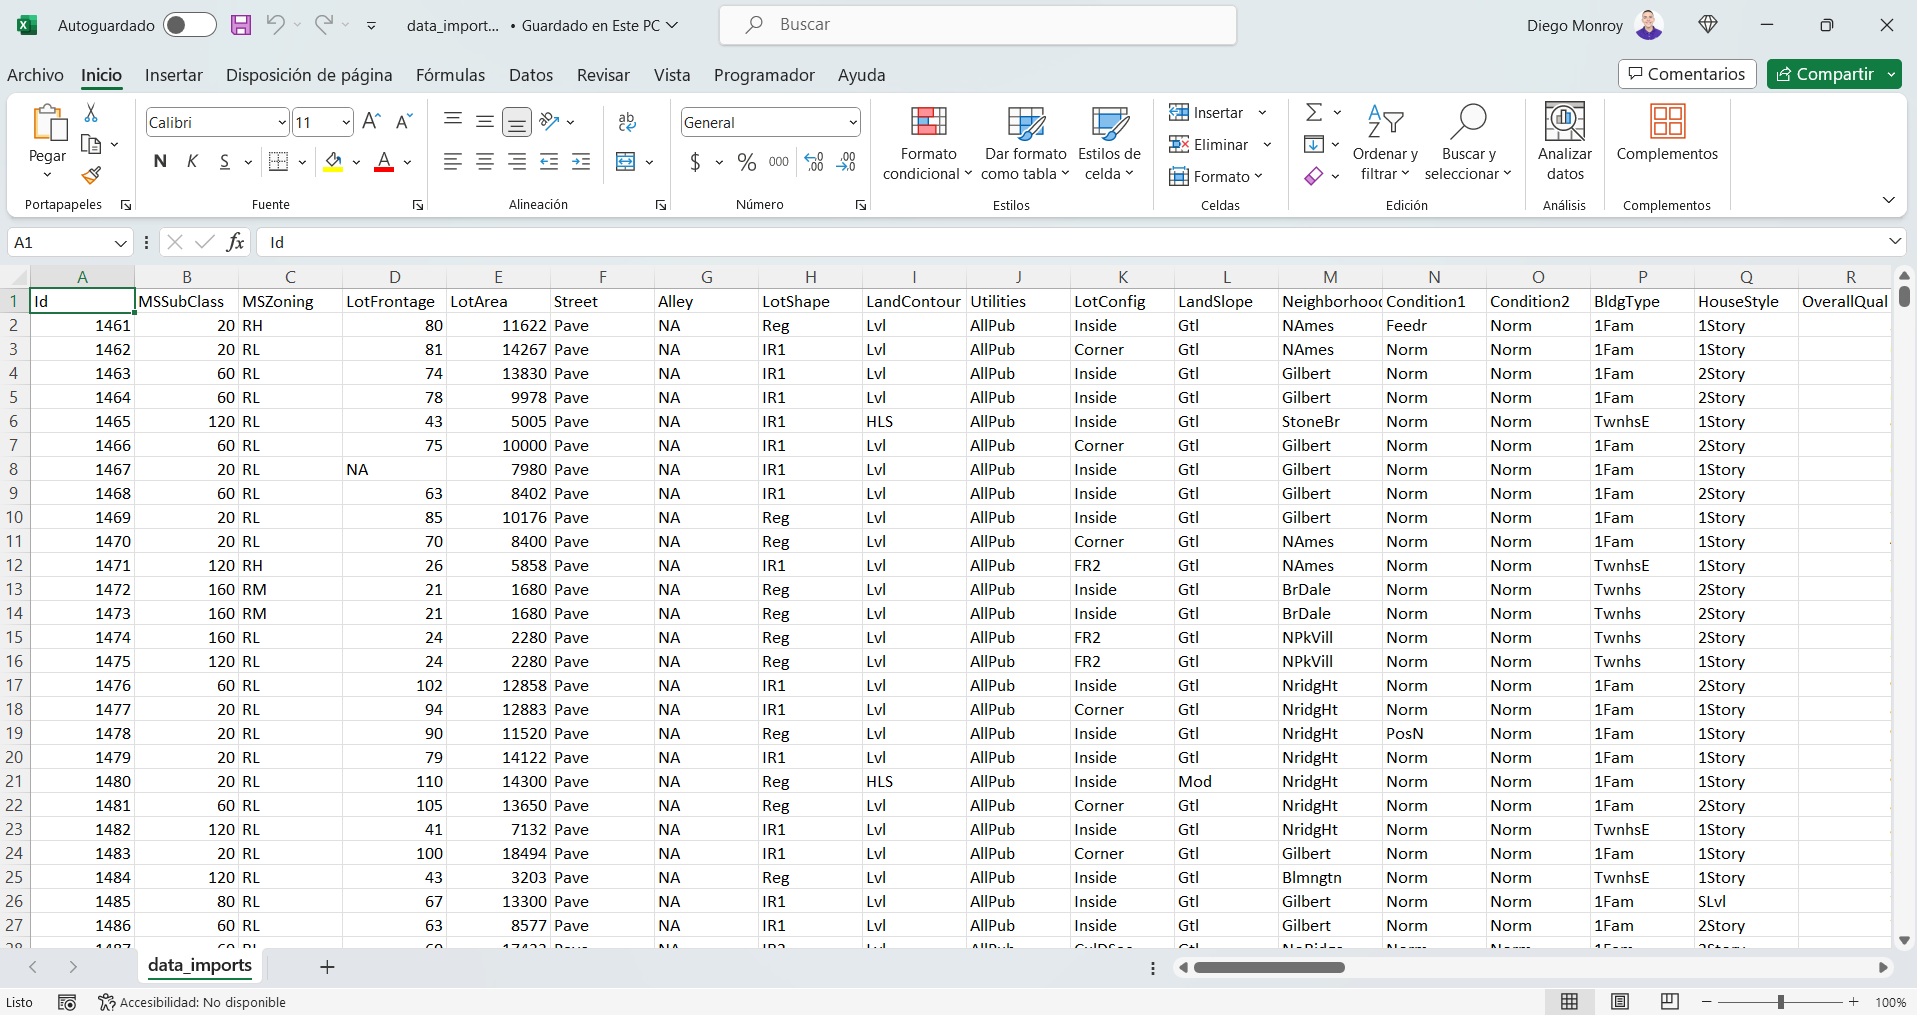 Autoguardado data_import... • Guardado en Este PC Buscar Diego Monroy
Archivo Inicio Insertar Disposición de página Fórmulas Datos Revisar Vista Programador Ayuda Comentarios Compartir
Pegar
Portapapeles
Calibri 11
N K S
Fuente
Alineación
General
$ % 000
Número
Formato condicional
Dar formato como tabla
Estilos de celda
Estilos
Insertar
Eliminar
Formato
Celdas
Ordenar y filtrar
Buscar y seleccionar
Edición
Analizar datos
Análisis
Complementos
Complementos
A1 fx Id
A B C D E F G H I J K L M N O P Q R
1 Id MSSubClass MSZoning LotFrontage LotArea Street Alley LotShape LandContour Utilities LotConfig LandSlope Neighborhood Condition1 Condition2 BldgType HouseStyle OverallQual
2 1461 20 RH 80 11622 Pave NA Reg Lvl AllPub Inside Gtl NAmes Feedr Norm 1Fam 1Story
3 1462 20 RL 81 14267 Pave NA IR1 Lvl AllPub Corner Gtl NAmes Norm Norm 1Fam 1Story
4 1463 60 RL 74 13830 Pave NA IR1 Lvl AllPub Inside Gtl Gilbert Norm Norm 1Fam 2Story
5 1464 60 RL 78 9978 Pave NA IR1 Lvl AllPub Inside Gtl Gilbert Norm Norm 1Fam 2Story
6 1465 120 RL 43 5005 Pave NA IR1 HLS AllPub Inside Gtl StoneBr Norm Norm TwnhsE 1Story
7 1466 60 RL 75 10000 Pave NA IR1 Lvl AllPub Corner Gtl Gilbert Norm Norm 1Fam 2Story
8 1467 20 RL NA 7980 Pave NA IR1 Lvl AllPub Inside Gtl Gilbert Norm Norm 1Fam 1Story
9 1468 60 RL 63 8402 Pave NA IR1 Lvl AllPub Inside Gtl Gilbert Norm Norm 1Fam 2Story
10 1469 20 RL 85 10176 Pave NA Reg Lvl AllPub Inside Gtl Gilbert Norm Norm 1Fam 1Story
11 1470 20 RL 70 8400 Pave NA Reg Lvl AllPub Corner Gtl NAmes Norm Norm 1Fam 1Story
12 1471 120 RH 26 5858 Pave NA IR1 Lvl AllPub FR2 Gtl NAmes Norm Norm TwnhsE 1Story
13 1472 160 RM 21 1680 Pave NA Reg Lvl AllPub Inside Gtl BrDale Norm Norm Twnhs 2Story
14 1473 160 RM 21 1680 Pave NA Reg Lvl AllPub Inside Gtl BrDale Norm Norm Twnhs 2Story
15 1474 160 RL 24 2280 Pave NA Reg Lvl AllPub FR2 Gtl NPkVill Norm Norm Twnhs 2Story
16 1475 120 RL 24 2280 Pave NA Reg Lvl AllPub FR2 Gtl NPkVill Norm Norm Twnhs 1Story
17 1476 60 RL 102 12858 Pave NA IR1 Lvl AllPub Inside Gtl NridgHt Norm Norm 1Fam 2Story
18 1477 20 RL 94 12883 Pave NA IR1 Lvl AllPub Corner Gtl NridgHt Norm Norm 1Fam 1Story
19 1478 20 RL 90 11520 Pave NA Reg Lvl AllPub Inside Gtl NridgHt PosN Norm 1Fam 1Story
20 1479 20 RL 79 14122 Pave NA IR1 Lvl AllPub Inside Gtl NridgHt Norm Norm 1Fam 1Story
21 1480 20 RL 110 14300 Pave NA Reg HLS AllPub Inside Mod NridgHt Norm Norm 1Fam 1Story
22 1481 60 RL 105 13650 Pave NA Reg Lvl AllPub Corner Gtl NridgHt Norm Norm 1Fam 2Story
23 1482 120 RL 41 7132 Pave NA IR1 Lvl AllPub Inside Gtl NridgHt Norm Norm TwnhsE 1Story
24 1483 20 RL 100 18494 Pave NA IR1 Lvl AllPub Corner Gtl Gilbert Norm Norm 1Fam 1Story
25 1484 120 RL 43 3203 Pave NA Reg Lvl AllPub Inside Gtl Blmngtn Norm Norm TwnhsE 1Story
26 1485 80 RL 67 13300 Pave NA IR1 Lvl AllPub Inside Gtl Gilbert Norm Norm 1Fam SLvl
27 1486 60 RL 63 8577 Pave NA IR1 Lvl AllPub Inside Gtl Gilbert Norm Norm 1Fam 2Story
data_imports
Listo Accesibilidad: No disponible 100%